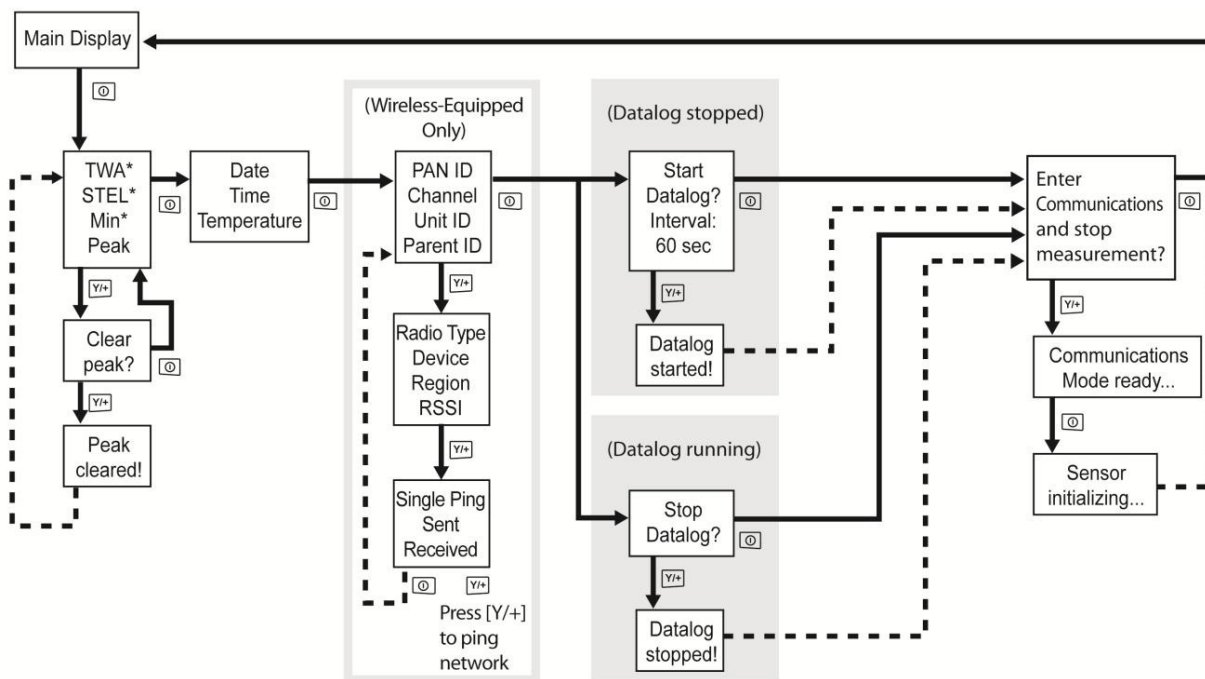 Main Display
TWA*
STEL*
Min*
Peak
Y/+
Clear
peak?
Y/+
Peak
cleared!
Date
Time
Temperature
(Wireless-Equipped
Only)
PAN ID
Channel
Unit ID
Parent ID
Y/+
Radio Type
Device
Region
RSSI
Y/+
Single Ping
Sent
Received
Y/+
Press [Y/+]
to ping
network
(Datalog stopped)
Start
Datalog?
Interval:
60 sec
Y/+
Datalog
started!
(Datalog running)
Stop
Datalog?
Y/+
Datalog
stopped!
Enter
Communications
and stop
measurement?
Y/+
Communications
Mode ready...
Sensor
initializing...